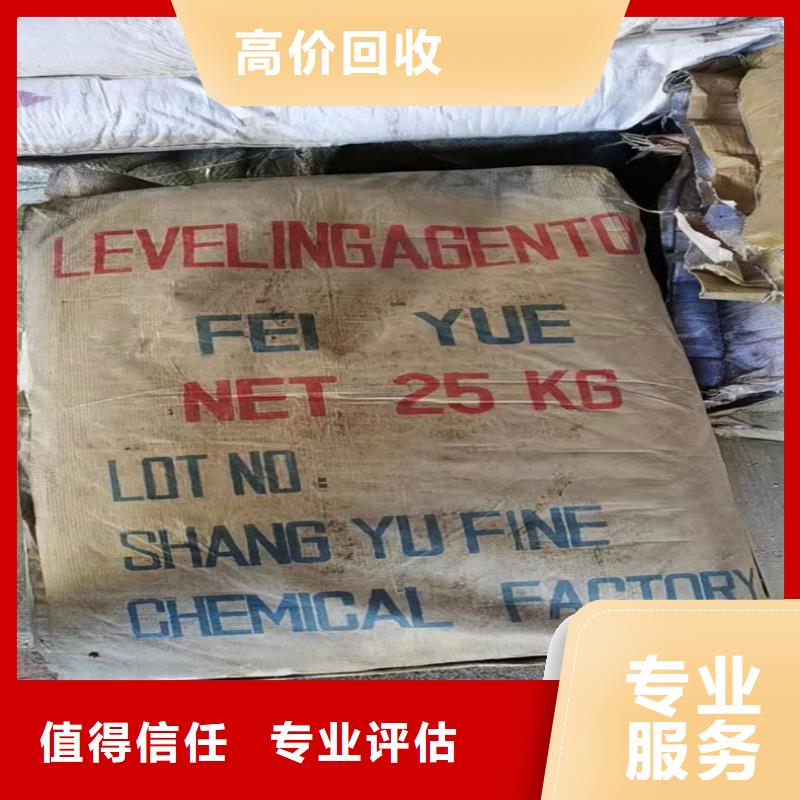 高价回收
LEVELINGAGENTO
FEI YUE
NET 25 KG
LOT NO:
SHANG YU FINE
CHEMICAL FACTORY
值得信任 专业评估
专业
服务